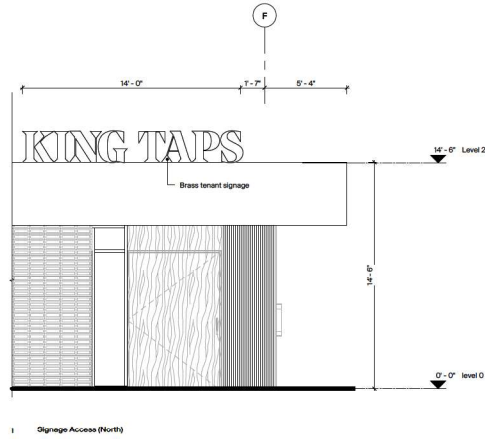 F
14' - 0" 1' - 7" 5' - 4"
KING TAPS
14' - 6" Level 2
Brass tenant signage
14' - 6"
0' - 0" level 0
1 Signage Access (North)